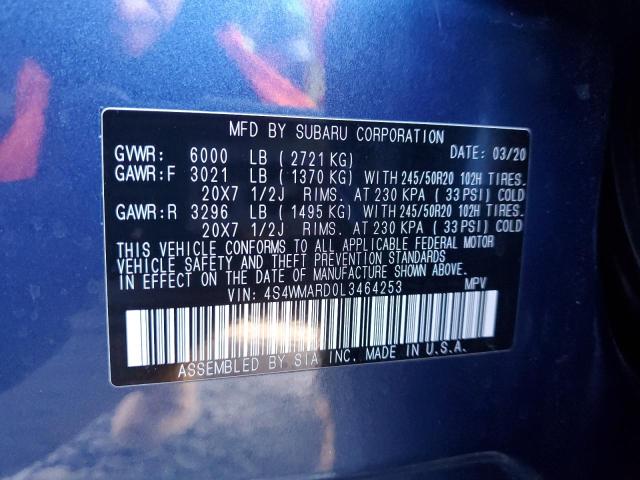 MFD BY SUBARU CORPORATION
GVWR: 6000 LB ( 2721 KG) DATE: 03/20
GAWR:F 3021 LB ( 1370 KG) WITH 245/50R20 102H TIRES.
20X7 1/2J RIMS. AT 230 KPA ( 33 PSI) COLD
GAWR:R 3296 LB ( 1495 KG) WITH 245/50R20 102H TIRES.
20X7 1/2J RIMS. AT 230 KPA ( 33 PSI) COLD
THIS VEHICLE CONFORMS TO ALL APPLICABLE FEDERAL MOTOR
VEHICLE SAFETY AND THEFT PREVENTION STANDARDS
IN EFFECT ON THE DATE OF MANUFACTURE SHOWN ABOVE.
VIN: 4S4WMARD0L3464253 MPV
ASSEMBLED BY SIA INC. MADE IN U.S.A.